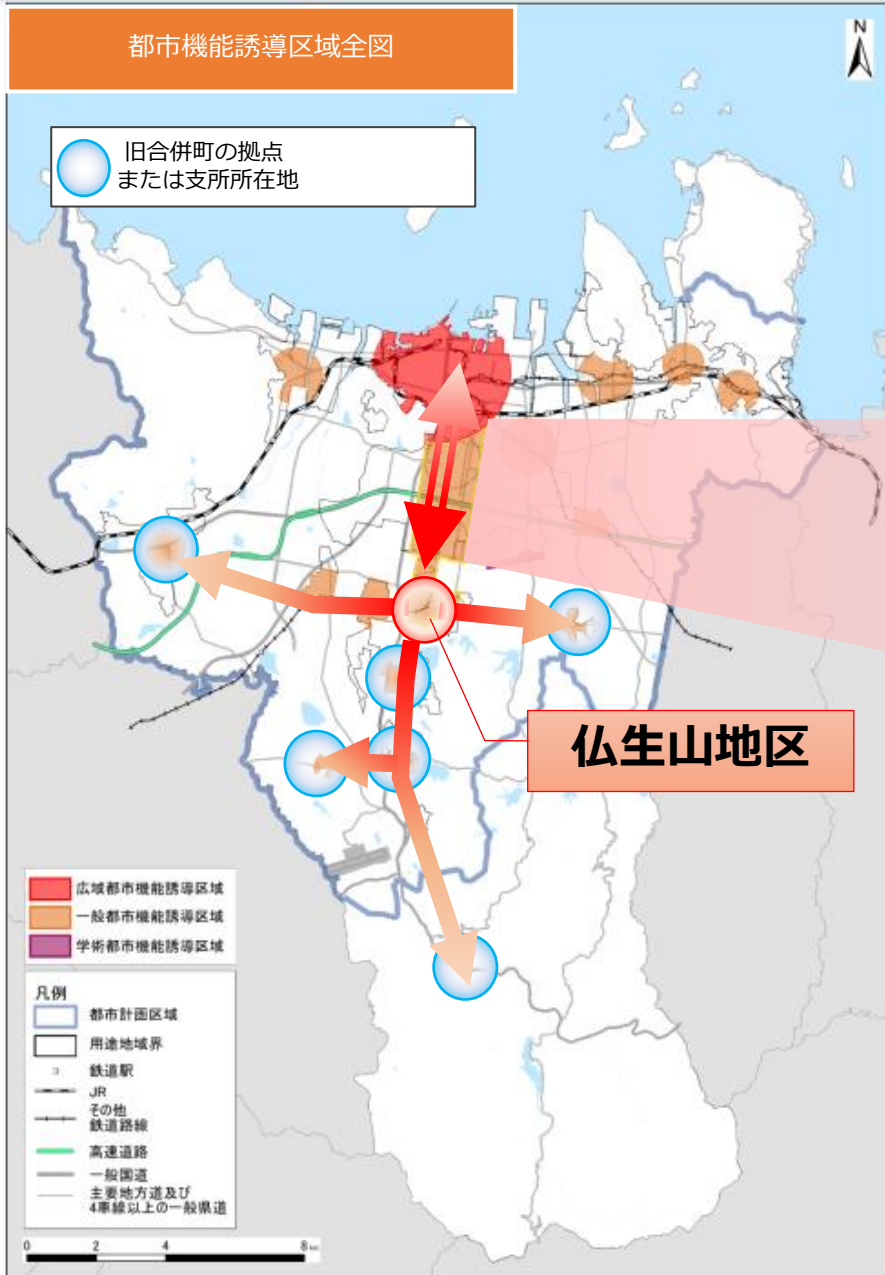 都市機能誘導区域全図
N
旧合併町の拠点
または支所所在地
仏生山地区
広域都市機能誘導区域
一般都市機能誘導区域
学術都市機能誘導区域
凡例
都市計画区域
用途地域界
鉄道駅
JR
その他
鉄道路線
高速道路
一般国道
主要地方道及び
4車線以上の一般県道
0 2 4 8 km